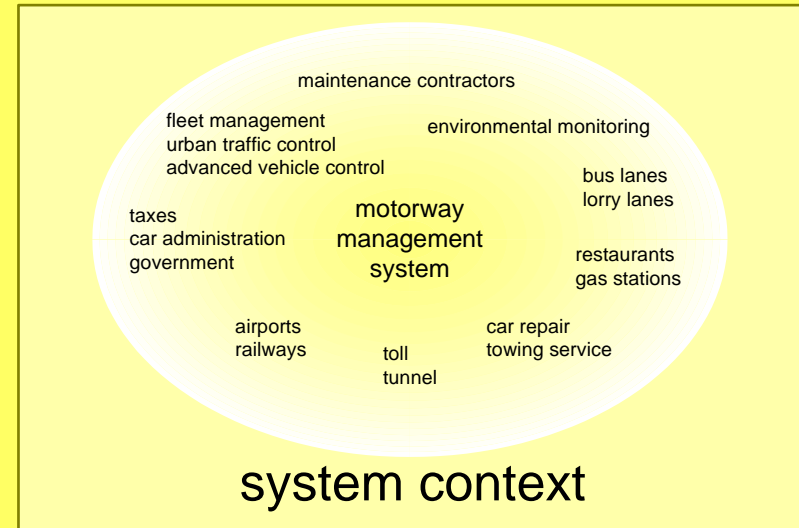 maintenance contractors
fleet management
urban traffic control
advanced vehicle control
environmental monitoring
bus lanes
lorry lanes
taxes
car administration
government
motorway
management
system
restaurants
gas stations
airports
railways
toll
tunnel
car repair
towing service
system context